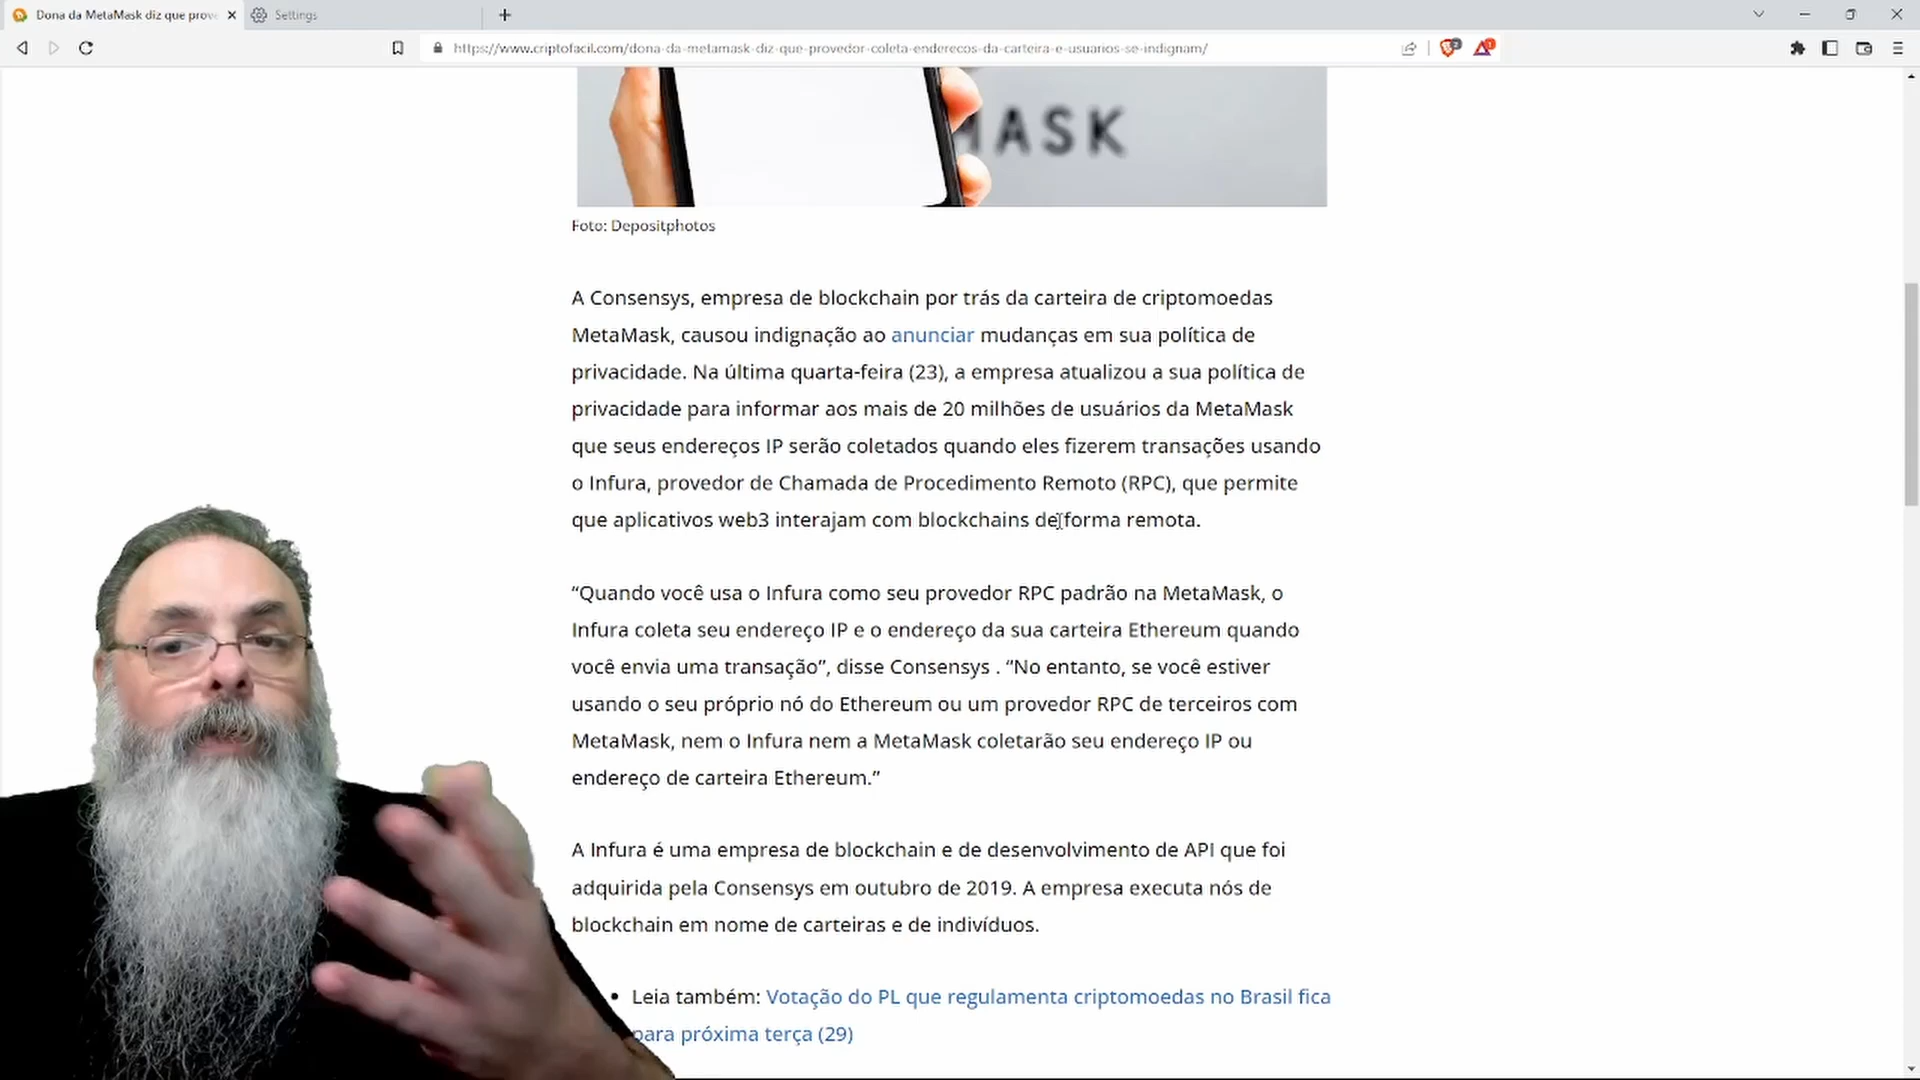 Dona da MetaMask diz que prove
Settings
https://www.criptofacil.com/dona-da-metamask-diz-que-provedor-coleta-enderecos-da-carteira-e-usuarios-se-indignam/
MASK
Foto: Depositphotos
A Consensys, empresa de blockchain por trás da carteira de criptomoedas
MetaMask, causou indignação ao anunciar mudanças em sua política de
privacidade. Na última quarta-feira (23), a empresa atualizou a sua política de
privacidade para informar aos mais de 20 milhões de usuários da MetaMask
que seus endereços IP serão coletados quando eles fizerem transações usando
o Infura, provedor de Chamada de Procedimento Remoto (RPC), que permite
que aplicativos web3 interajam com blockchains de forma remota.
“Quando você usa o Infura como seu provedor RPC padrão na MetaMask, o
Infura coleta seu endereço IP e o endereço da sua carteira Ethereum quando
você envia uma transação”, disse Consensys . “No entanto, se você estiver
usando o seu próprio nó do Ethereum ou um provedor RPC de terceiros com
MetaMask, nem o Infura nem a MetaMask coletarão seu endereço IP ou
endereço de carteira Ethereum.”
A Infura é uma empresa de blockchain e de desenvolvimento de API que foi
adquirida pela Consensys em outubro de 2019. A empresa executa nós de
blockchain em nome de carteiras e de indivíduos.
• Leia também: Votação do PL que regulamenta criptomoedas no Brasil fica
para próxima terça (29)